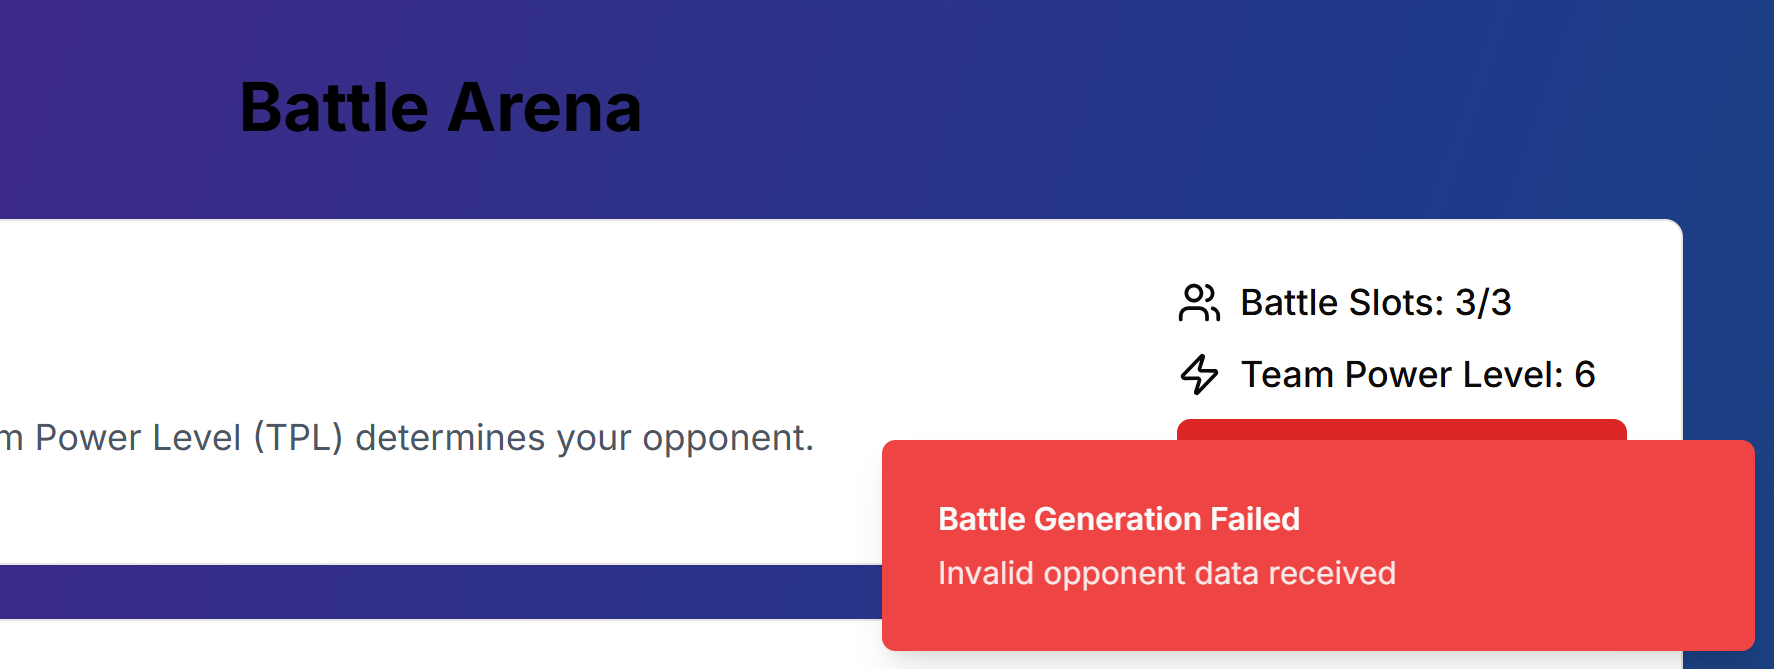 Battle Arena
Battle Slots: 3/3
Team Power Level: 6
Power Level (TPL) determines your opponent.
Battle Generation Failed
Invalid opponent data received